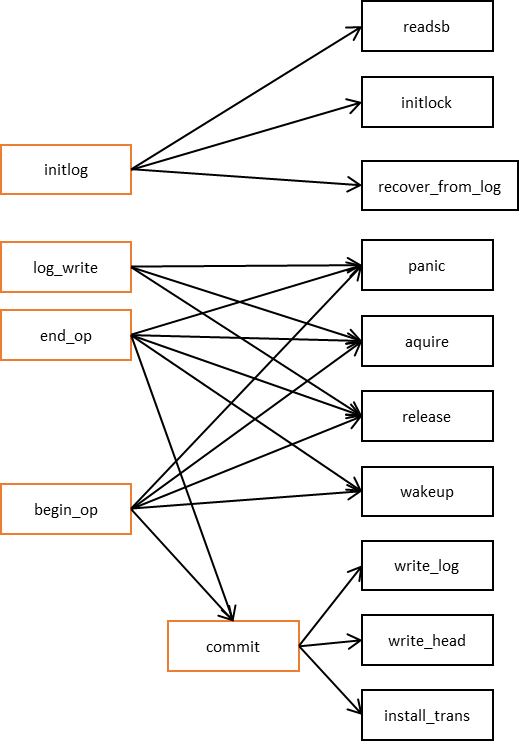 readsb
initlock
initlog
recover_from_log
log_write
panic
end_op
aquire
release
wakeup
begin_op
write_log
commit
write_head
install_trans